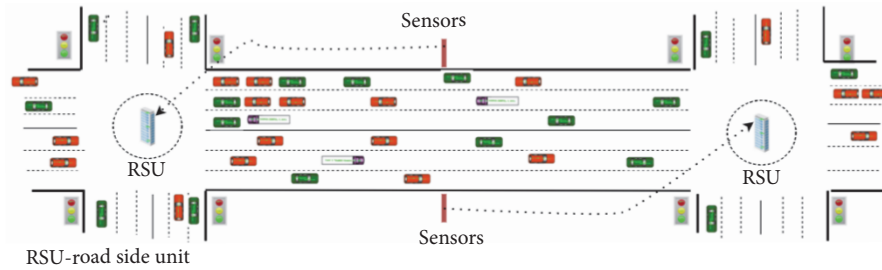 Sensors
RSU
RSU
Sensors
RSU-road side unit